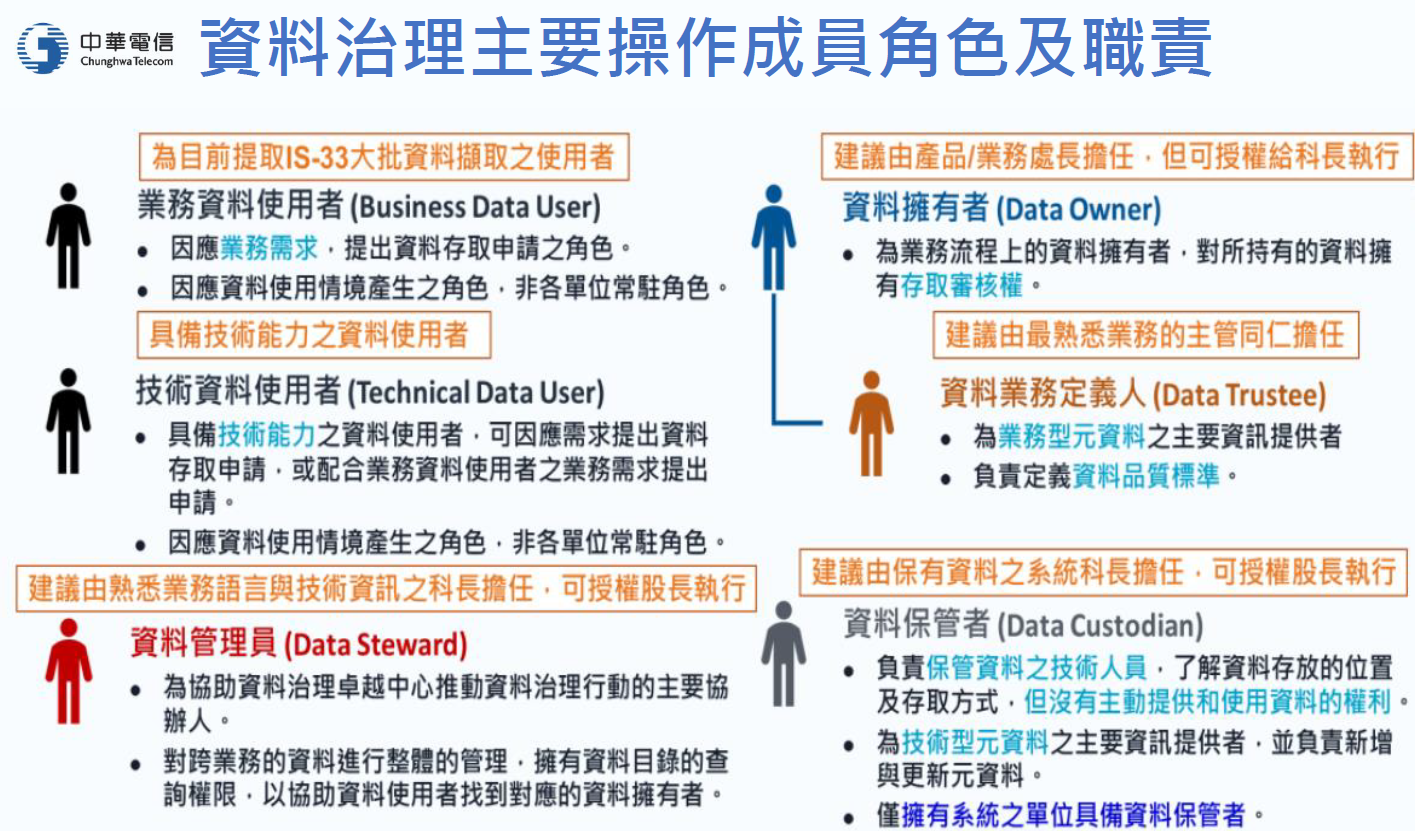 中華電信
Chunghwa Telecom
資料治理主要操作成員角色及職責
為目前提取IS-33大批資料擷取之使用者
業務資料使用者 (Business Data User)
• 因應業務需求，提出資料存取申請之角色。
• 因應資料使用情境產生之角色，非各單位常駐角色。
具備技術能力之資料使用者
技術資料使用者 (Technical Data User)
• 具備技術能力之資料使用者，可因應需求提出資料
存取申請，或配合業務資料使用者之業務需求提出
申請。
• 因應資料使用情境產生之角色，非各單位常駐角色。
建議由熟悉業務語言與技術資訊之科長擔任，可授權股長執行
資料管理員 (Data Steward)
• 為協助資料治理卓越中心推動資料治理行動的主要協
辦人。
• 對跨業務的資料進行整體的管理，擁有資料目錄的查
詢權限，以協助資料使用者找到對應的資料擁有者。
建議由產品/業務處長擔任，但可授權給科長執行
資料擁有者 (Data Owner)
• 為業務流程上的資料擁有者，對所持有的資料擁
有存取審核權。
建議由最熟悉業務的主管同仁擔任
資料業務定義人 (Data Trustee)
• 為業務型元資料之主要資訊提供者
• 負責定義資料品質標準。
建議由保有資料之系統科長擔任，可授權股長執行
資料保管者 (Data Custodian)
• 負責保管資料之技術人員，了解資料存放的位置
及存取方式，但沒有主動提供和使用資料的權利。
• 為技術型元資料之主要資訊提供者，並負責新增
與更新元資料。
• 僅擁有系統之單位具備資料保管者。